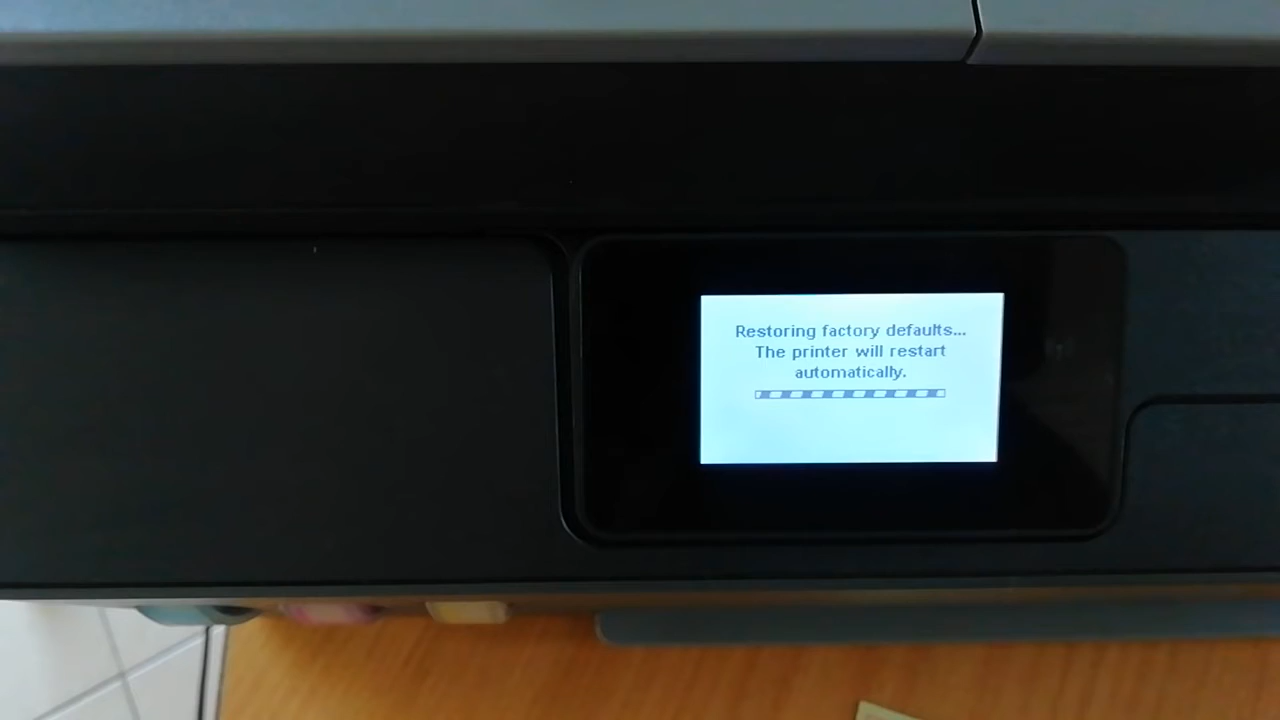 Restoring factory defaults...
The printer will restart
automatically.